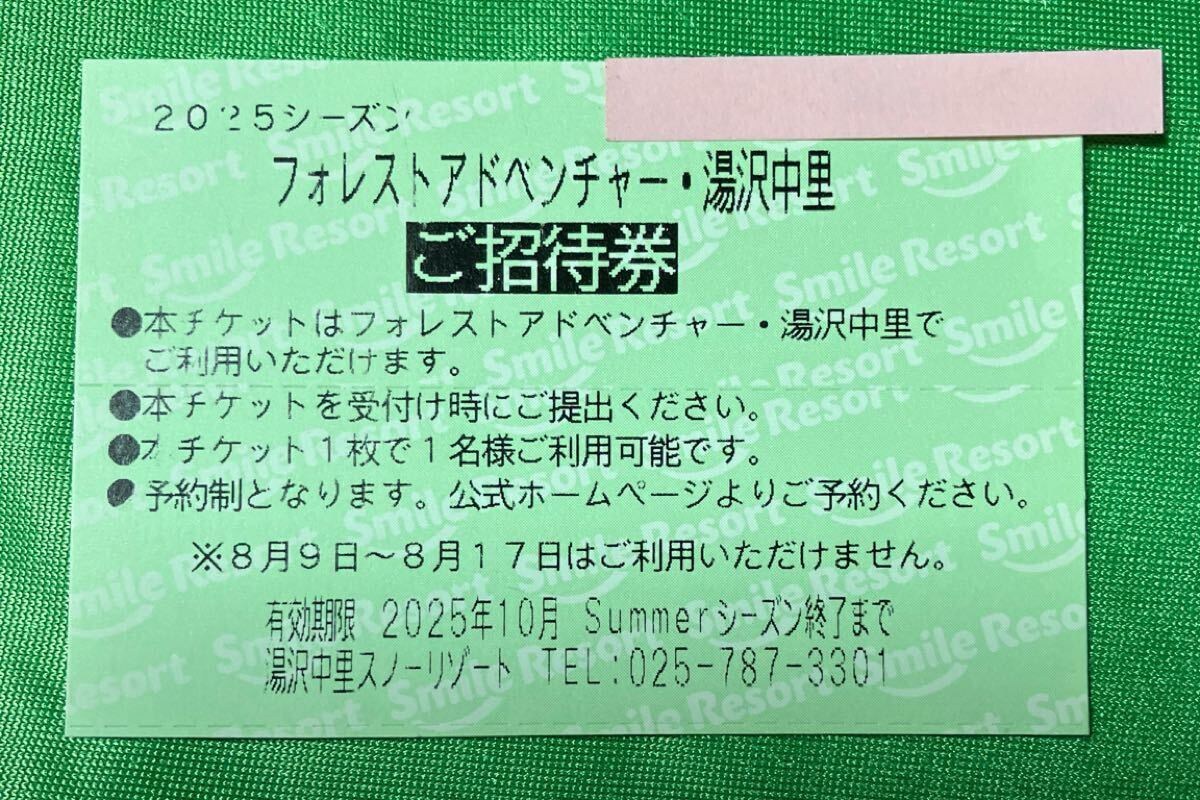 2025シーズン
フォレストアドベンチャー・湯沢中里
ご招待券
●本チケットはフォレストアドベンチャー・湯沢中里で
ご利用いただけます。
●本チケットを受付け時にご提出ください。
●本チケット1枚で1名様ご利用可能です。
●予約制となります。公式ホームページよりご予約ください。
※8月9日～8月17日はご利用いただけません。
有効期限 2025年10月 Summerシーズン終了まで
湯沢中里スノーリゾート TEL:025-787-3301
Smile Resort